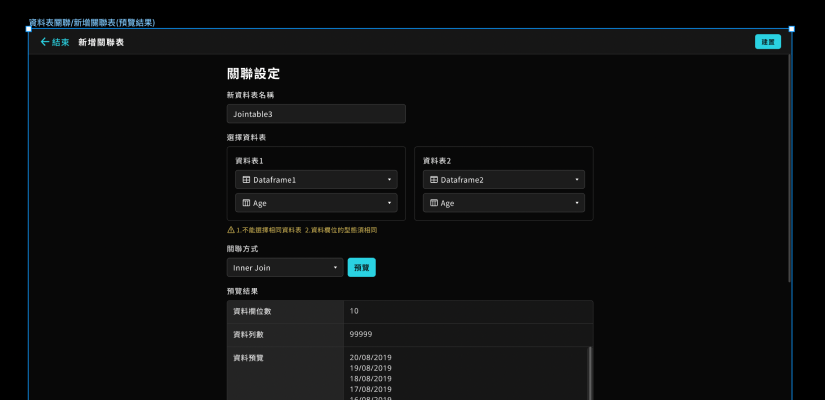 資料表關聯/新增關聯表(預覽結果)
結束 新增關聯表 建置
關聯設定
新資料表名稱
Jointable3
選擇資料表
資料表1 資料表2
Dataframe1 Dataframe2
Age Age
1.不能選擇相同資料表 2.資料欄位的型態須相同
關聯方式
Inner Join 預覽
預覽結果
資料欄位數 10
資料列數 99999
資料預覽 20/08/2019
19/08/2019
18/08/2019
17/08/2019
16/08/2019